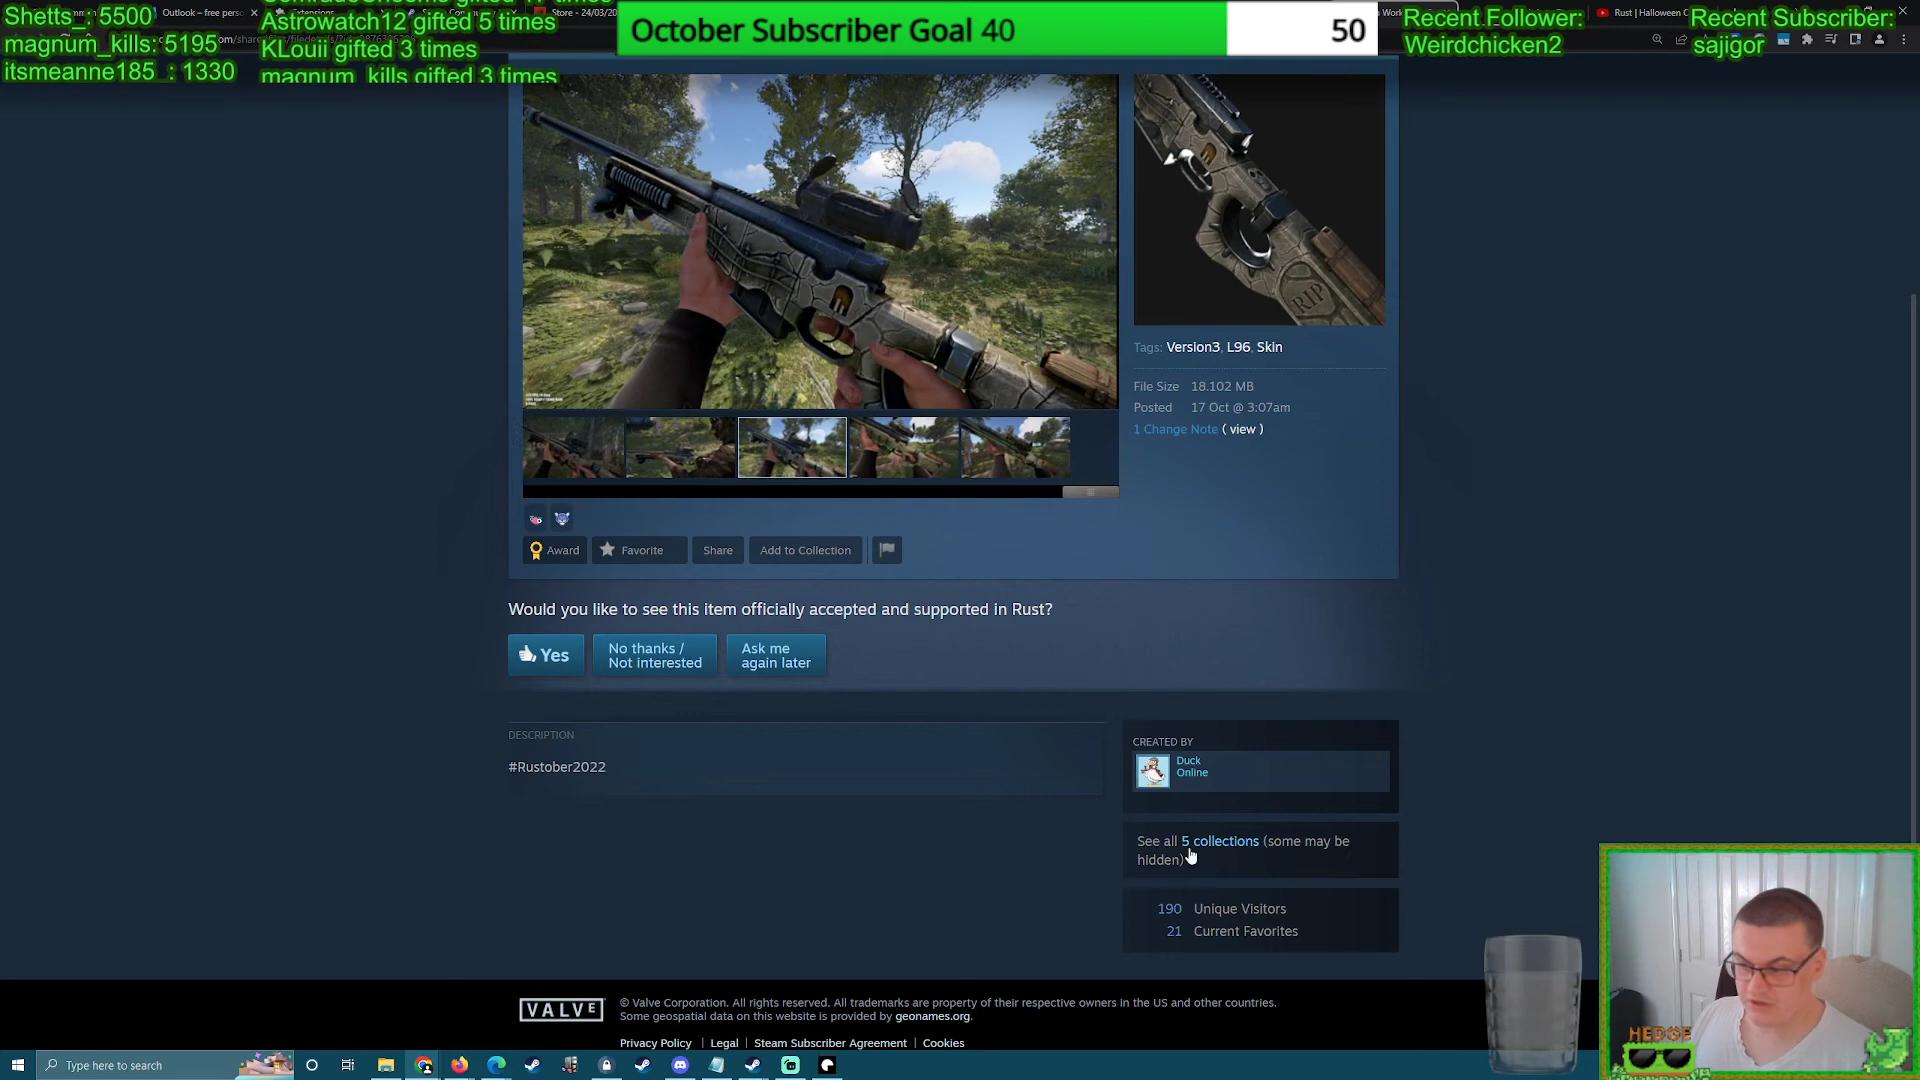 Shetts_: 5500
magnum_kills: 5195
itsmeanne185_: 1330
Astrowatch12 gifted 5 times
KLouii gifted 3 times
magnum_kills gifted 3 times
October Subscriber Goal 40
50
Recent Follower:
Weirdchicken2
Recent Subscriber:
sajigor
Outlook – free pers
Store - 24/03/20
Rust | Halloween C
RIP
Tags: Version3, L96, Skin
File Size 18.102 MB
Posted 17 Oct @ 3:07am
1 Change Note ( view )
Award
Favorite
Share
Add to Collection
Would you like to see this item officially accepted and supported in Rust?
Yes
No thanks /
Not interested
Ask me
again later
DESCRIPTION
#Rustober2022
CREATED BY
Duck
Online
See all 5 collections (some may be
hidden)
190 Unique Visitors
21 Current Favorites
VALVE
© Valve Corporation. All rights reserved. All trademarks are property of their respective owners in the US and other countries.
Some geospatial data on this website is provided by geonames.org.
Privacy Policy | Legal | Steam Subscriber Agreement | Cookies
Type here to search
HEDGE